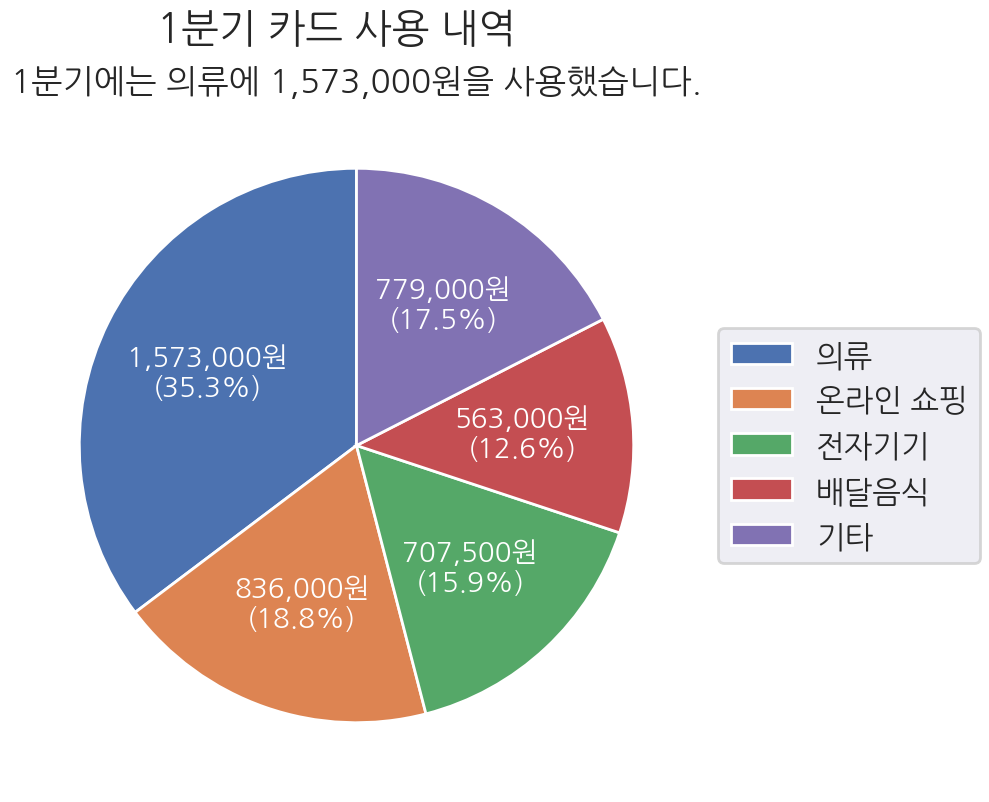 1분기 카드 사용 내역
1분기에는 의류에 1,573,000원을 사용했습니다.
779,000원
(17.5%)
1,573,000원
(35.3%)
563,000원
(12.6%)
707,500원
(15.9%)
836,000원
(18.8%)
의류
온라인 쇼핑
전자기기
배달음식
기타